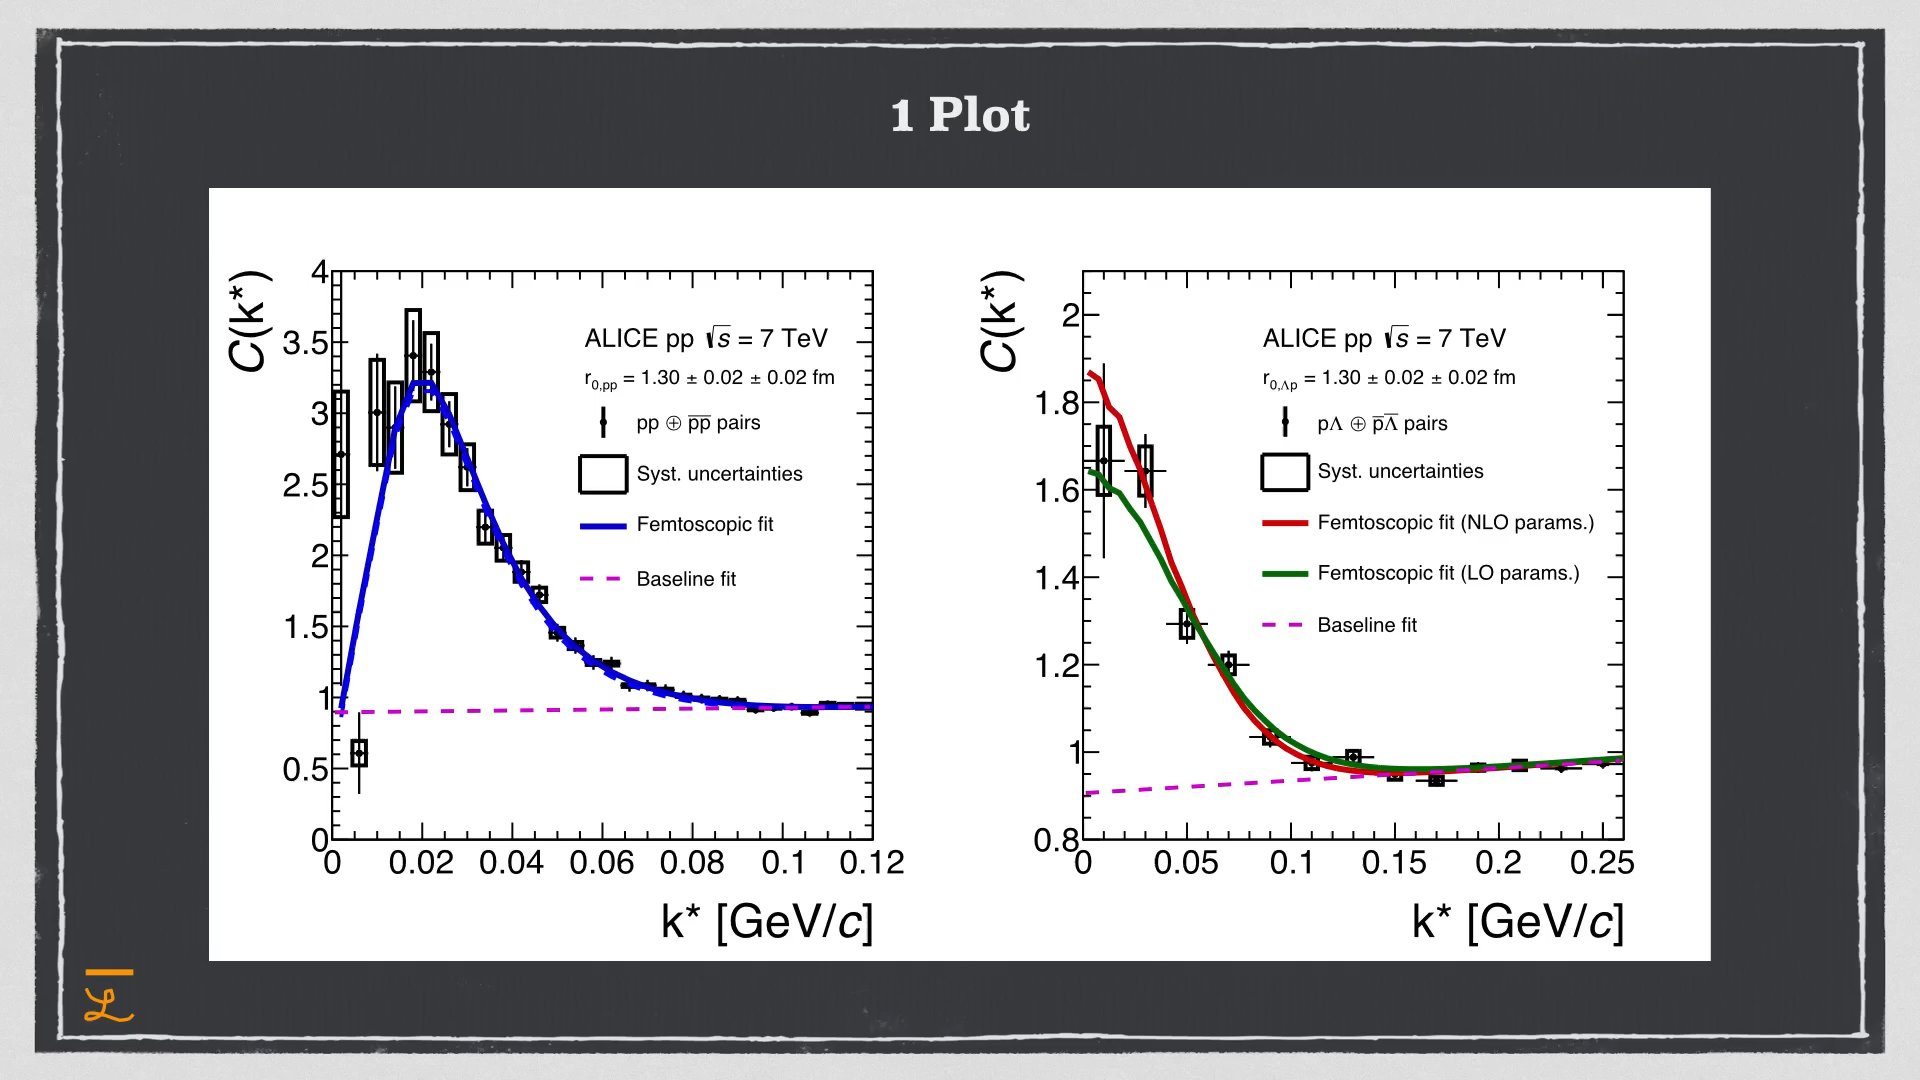 1 Plot
C(k*)
4
3.5
3
2.5
2
1.5
1
0.5
0
0 0.02 0.04 0.06 0.08 0.1 0.12
k* [GeV/c]
ALICE pp √s = 7 TeV
r0,pp = 1.30 ± 0.02 ± 0.02 fm
pp ⊕ p̅p̅ pairs
Syst. uncertainties
Femtoscopic fit
Baseline fit
C(k*)
2
1.8
1.6
1.4
1.2
1
0.8
0 0.05 0.1 0.15 0.2 0.25
k* [GeV/c]
ALICE pp √s = 7 TeV
r0,Λp = 1.30 ± 0.02 ± 0.02 fm
pΛ ⊕ p̅Λ̅ pairs
Syst. uncertainties
Femtoscopic fit (NLO params.)
Femtoscopic fit (LO params.)
Baseline fit